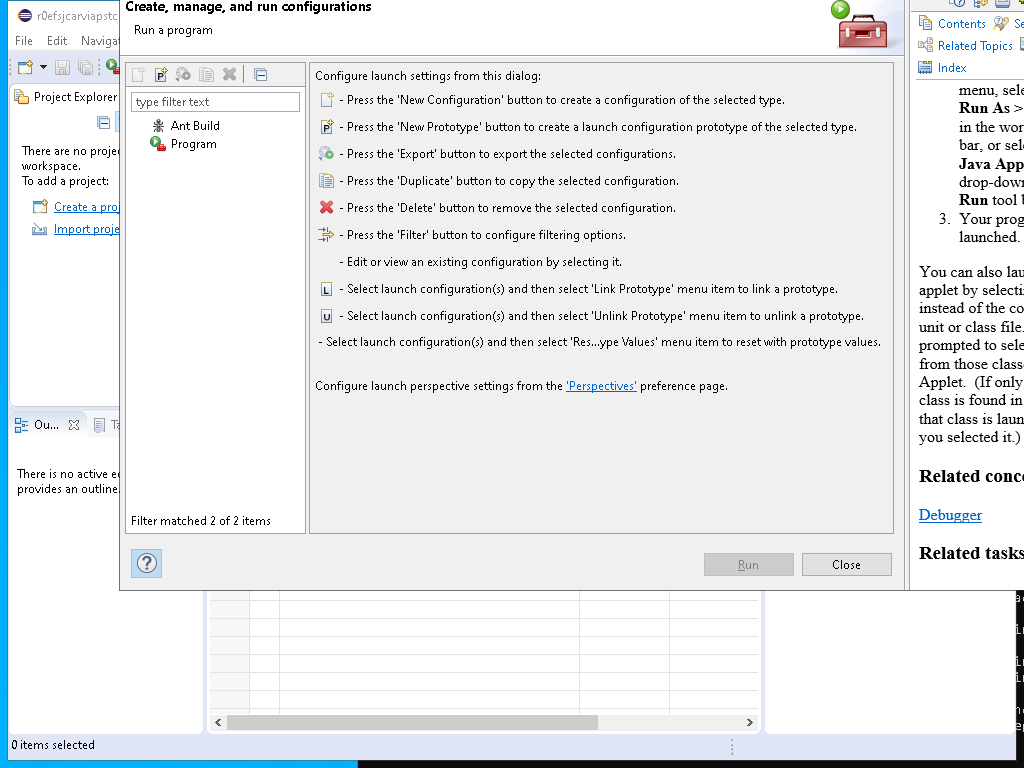 r0efsjcarviapstc
File Edit Naviga
Project Explorer
There are no proje
workspace.
To add a project:
Create a proj
Import proje
Ou...
Ta
There is no active e
provides an outline.
0 items selected
Create, manage, and run configurations
Run a program
type filter text
Ant Build
Program
Filter matched 2 of 2 items
Configure launch settings from this dialog:
- Press the 'New Configuration' button to create a configuration of the selected type.
P - Press the 'New Prototype' button to create a launch configuration prototype of the selected type.
- Press the 'Export' button to export the selected configurations.
- Press the 'Duplicate' button to copy the selected configuration.
- Press the 'Delete' button to remove the selected configuration.
- Press the 'Filter' button to configure filtering options.
- Edit or view an existing configuration by selecting it.
L - Select launch configuration(s) and then select 'Link Prototype' menu item to link a prototype.
U - Select launch configuration(s) and then select 'Unlink Prototype' menu item to unlink a prototype.
- Select launch configuration(s) and then select 'Res...ype Values' menu item to reset with prototype values.
Configure launch perspective settings from the 'Perspectives' preference page.
?
Run
Close
Contents Se
Related Topics
Index
menu, sele
Run As >
in the wor
bar, or sele
Java App
drop-down
Run tool b
3. Your prog
launched.
You can also lau
applet by selecti
instead of the co
unit or class file.
prompted to sele
from those classe
Applet. (If only
class is found in
that class is laun
you selected it.)
Related conce
Debugger
Related tasks